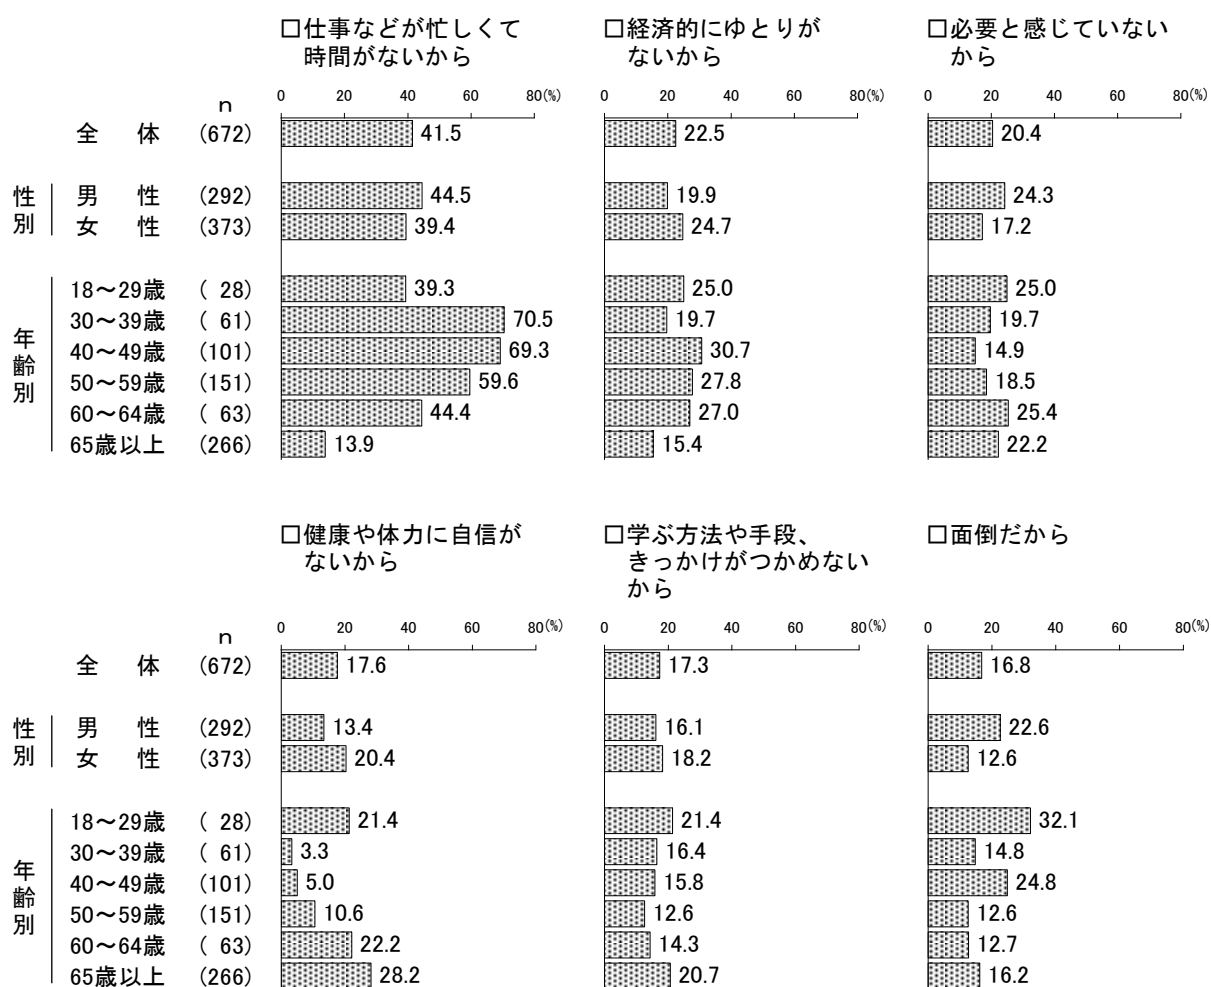 □仕事などが忙しくて
時間がないから
□経済的にゆとりが
ないから
□必要と感じていない
から
n 0 20 40 60 80(%) 0 20 40 60 80(%) 0 20 40 60 80(%)
全体 (672) 41.5 22.5 20.4
性別
男性 (292) 44.5 19.9 24.3
女性 (373) 39.4 24.7 17.2
年齢別
18～29歳 ( 28) 39.3 25.0 25.0
30～39歳 ( 61) 70.5 19.7 19.7
40～49歳 (101) 69.3 30.7 14.9
50～59歳 (151) 59.6 27.8 18.5
60～64歳 ( 63) 44.4 27.0 25.4
65歳以上 (266) 13.9 15.4 22.2
□健康や体力に自信が
ないから
□学ぶ方法や手段、
きっかけがつかめない
から
□面倒だから
n 0 20 40 60 80(%) 0 20 40 60 80(%) 0 20 40 60 80(%)
全体 (672) 17.6 17.3 16.8
性別
男性 (292) 13.4 16.1 22.6
女性 (373) 20.4 18.2 12.6
年齢別
18～29歳 ( 28) 21.4 21.4 32.1
30～39歳 ( 61) 3.3 16.4 14.8
40～49歳 (101) 5.0 15.8 24.8
50～59歳 (151) 10.6 12.6 12.6
60～64歳 ( 63) 22.2 14.3 12.7
65歳以上 (266) 28.2 20.7 16.2